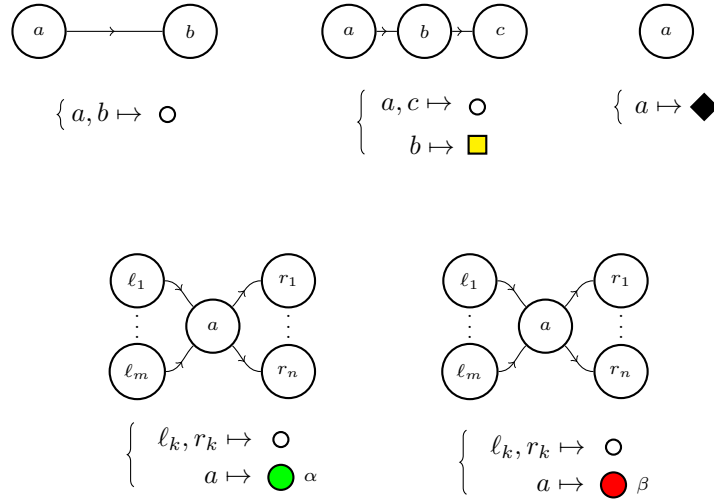 a b
a b c
a
{ a, b ↦
{ a, c ↦
b ↦
{ a ↦
ℓ₁ r₁
a
⋮ ⋮
ℓₘ rₙ
ℓ₁ r₁
a
⋮ ⋮
ℓₘ rₙ
{ ℓₖ, rₖ ↦
a ↦ α
{ ℓₖ, rₖ ↦
a ↦ β